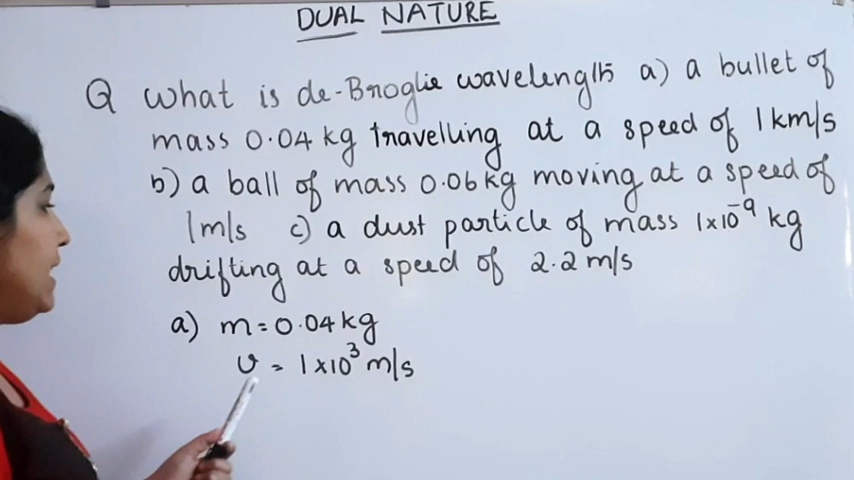 DUAL NATURE
Q What is de-Broglie wavelength a) a bullet of
mass 0.04 kg travelling at a speed of 1 km/s
b) a ball of mass 0.06 kg moving at a speed of
1 m/s c) a dust particle of mass 1×10⁻⁹ kg
drifting at a speed of 2.2 m/s
a) m = 0.04 kg
v = 1×10³ m/s